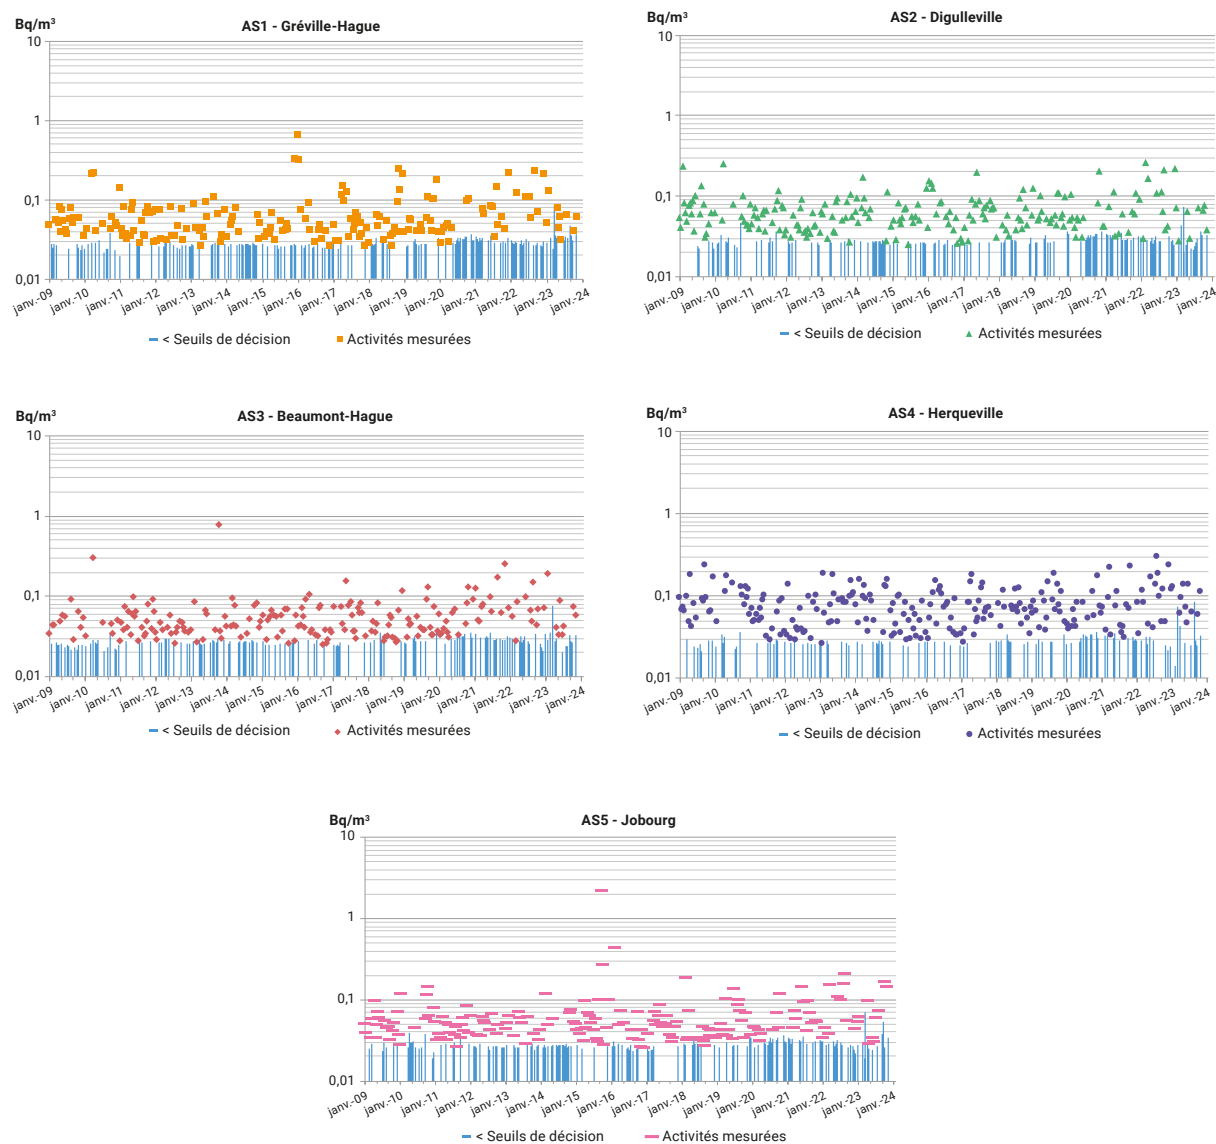 Bq/m³
AS1 - Gréville-Hague
10
1
0,1
0,01
janv.-09
janv.-10
janv.-11
janv.-12
janv.-13
janv.-14
janv.-15
janv.-16
janv.-17
janv.-18
janv.-19
janv.-20
janv.-21
janv.-22
janv.-23
janv.-24
< Seuils de décision
Activités mesurées
Bq/m³
AS2 - Digulleville
10
1
0,1
0,01
janv.-09
janv.-10
janv.-11
janv.-12
janv.-13
janv.-14
janv.-15
janv.-16
janv.-17
janv.-18
janv.-19
janv.-20
janv.-21
janv.-22
janv.-23
janv.-24
< Seuils de décision
Activités mesurées
Bq/m³
AS3 - Beaumont-Hague
10
1
0,1
0,01
janv.-09
janv.-10
janv.-11
janv.-12
janv.-13
janv.-14
janv.-15
janv.-16
janv.-17
janv.-18
janv.-19
janv.-20
janv.-21
janv.-22
janv.-23
janv.-24
< Seuils de décision
Activités mesurées
Bq/m³
AS4 - Herqueville
10
1
0,1
0,01
janv.-09
janv.-10
janv.-11
janv.-12
janv.-13
janv.-14
janv.-15
janv.-16
janv.-17
janv.-18
janv.-19
janv.-20
janv.-21
janv.-22
janv.-23
janv.-24
< Seuils de décision
Activités mesurées
Bq/m³
AS5 - Jobourg
10
1
0,1
0,01
janv.-09
janv.-10
janv.-11
janv.-12
janv.-13
janv.-14
janv.-15
janv.-16
janv.-17
janv.-18
janv.-19
janv.-20
janv.-21
janv.-22
janv.-23
janv.-24
< Seuils de décision
Activités mesurées